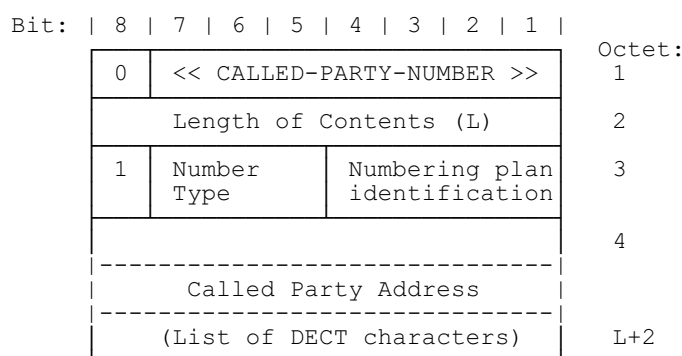 Bit: | 8 | 7 | 6 | 5 | 4 | 3 | 2 | 1 |
Octet:
0 << CALLED-PARTY-NUMBER >> 1
Length of Contents (L) 2
1 Number Numbering plan 3
Type identification
4
Called Party Address
(List of DECT characters) L+2